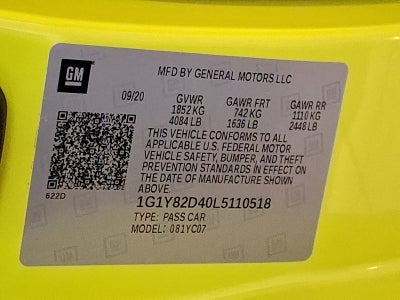 GM
MFD BY GENERAL MOTORS LLC
09/20 GVWR GAWR FRT GAWR RR
1852 KG 742 KG 1110 KG
4084 LB 1636 LB 2448 LB
THIS VEHICLE CONFORMS TO ALL
APPLICABLE U.S. FEDERAL MOTOR
VEHICLE SAFETY, BUMPER, AND THEFT
PREVENTION STANDARDS IN EFFECT ON
THE DATE OF MANUFACTURE SHOWN
ABOVE.
622D
1G1Y82D40L5110518
TYPE: PASS CAR
MODEL: 081YC07